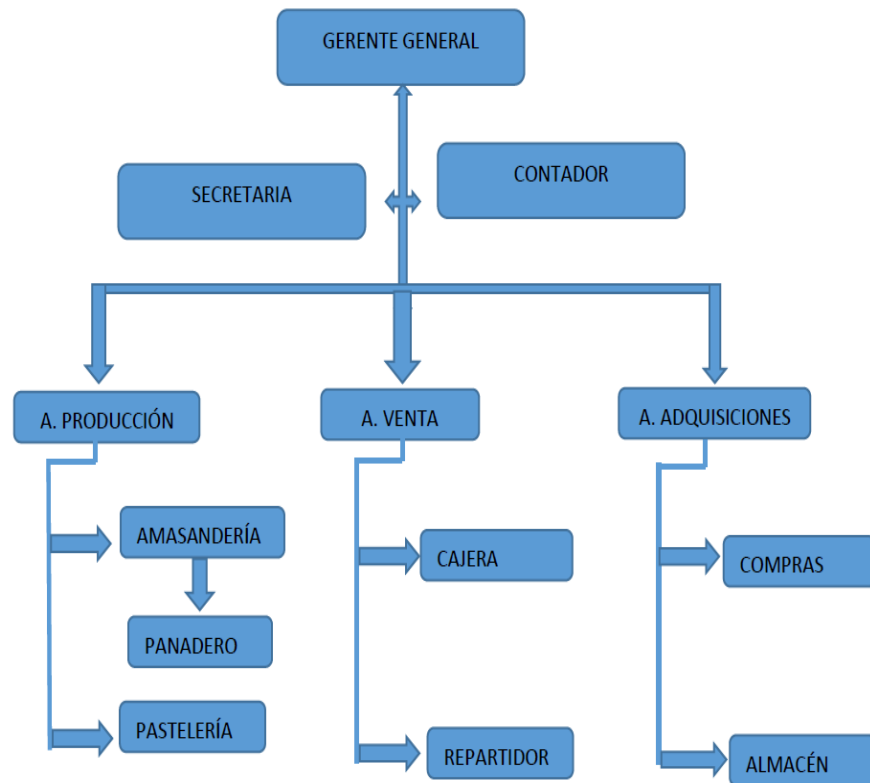 GERENTE GENERAL
SECRETARIA
CONTADOR
A. PRODUCCIÓN
A. VENTA
A. ADQUISICIONES
AMASANDERÍA
CAJERA
COMPRAS
PANADERO
PASTELERÍA
REPARTIDOR
ALMACÉN